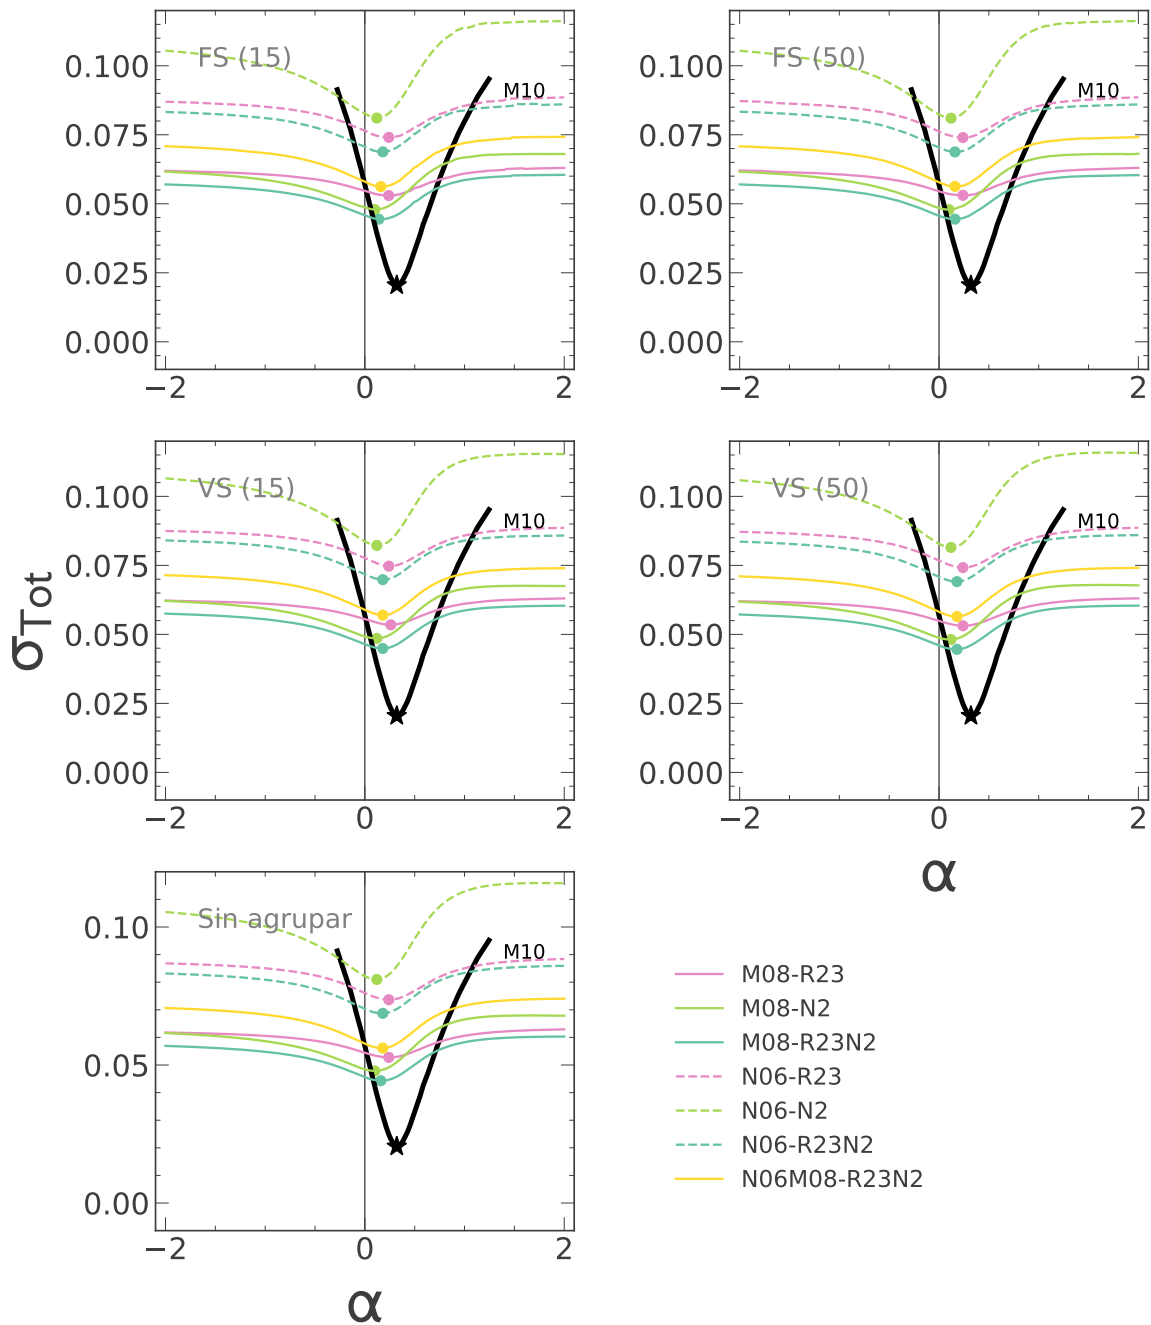 FS (15)
M10
0.100
0.075
0.050
0.025
0.000
−2
0
2
FS (50)
M10
0.100
0.075
0.050
0.025
0.000
−2
0
2
σTot
VS (15)
M10
0.100
0.075
0.050
0.025
0.000
−2
0
2
VS (50)
M10
0.100
0.075
0.050
0.025
0.000
−2
0
2
α
Sin agrupar
M10
0.10
0.05
0.00
−2
0
2
α
M08-R23
M08-N2
M08-R23N2
N06-R23
N06-N2
N06-R23N2
N06M08-R23N2